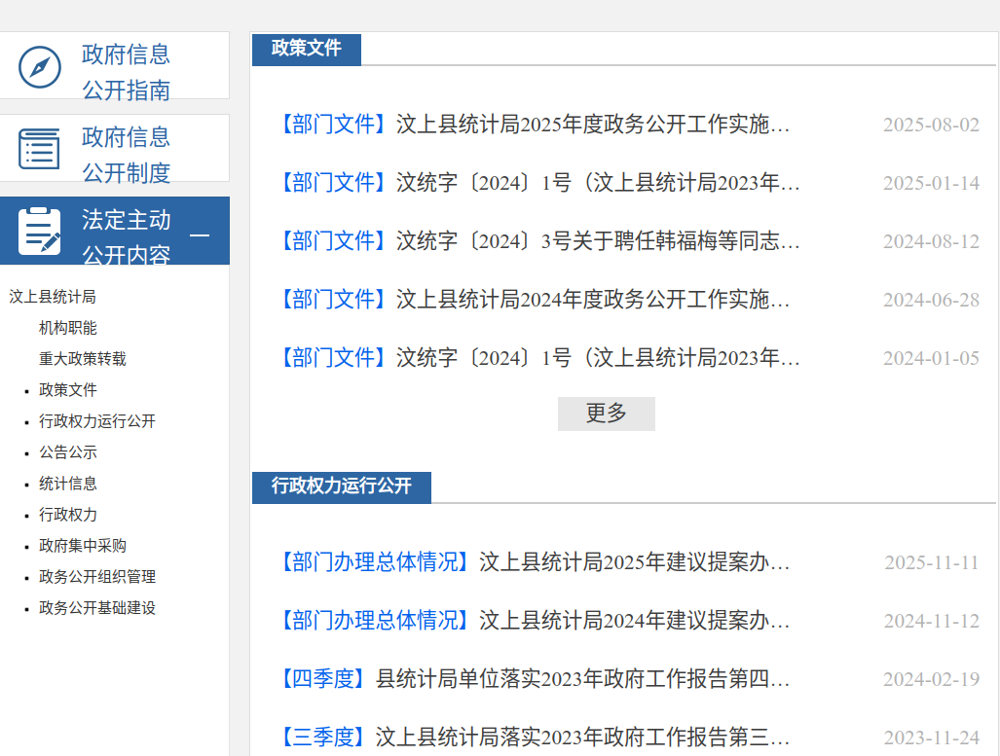 政府信息
公开指南
政府信息
公开制度
法定主动
公开内容
汶上县统计局
机构职能
重大政策转载
政策文件
行政权力运行公开
公告公示
统计信息
行政权力
政府集中采购
政务公开组织管理
政务公开基础建设
政策文件
【部门文件】汶上县统计局2025年度政务公开工作实施… 2025-08-02
【部门文件】汶统字〔2024〕1号（汶上县统计局2023年… 2025-01-14
【部门文件】汶统字〔2024〕3号关于聘任韩福梅等同志… 2024-08-12
【部门文件】汶上县统计局2024年度政务公开工作实施… 2024-06-28
【部门文件】汶统字〔2024〕1号（汶上县统计局2023年… 2024-01-05
更多
行政权力运行公开
【部门办理总体情况】汶上县统计局2025年建议提案办… 2025-11-11
【部门办理总体情况】汶上县统计局2024年建议提案办… 2024-11-12
【四季度】县统计局单位落实2023年政府工作报告第四… 2024-02-19
【三季度】汶上县统计局落实2023年政府工作报告第三… 2023-11-24